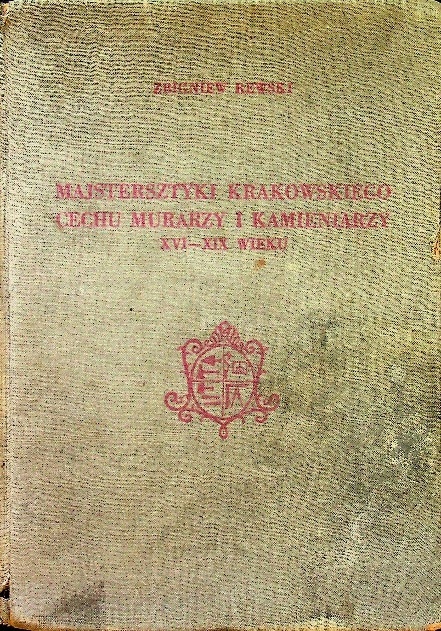 ZBIGNIEW REWSKI
MAJSTERSZTYKI KRAKOWSKIEGO
CECHU MURARZY I KAMIENIARZY
XVI—XIX WIEKU